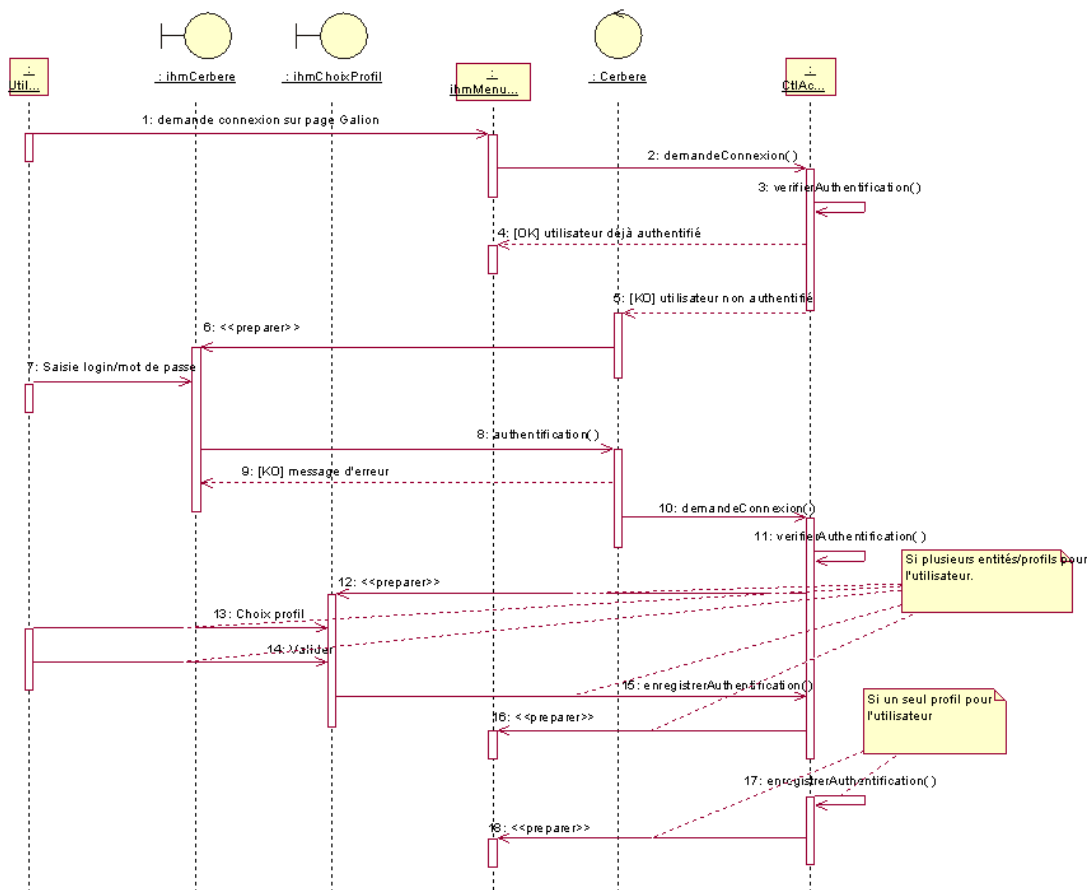 : ihmCerbere
: ihmChoixProfil
: Cerbere
:
Util...
:
ihmMenu...
:
CtlAc...
1: demande connexion sur page Galion
2: demandeConnexion( )
3: verifierAuthentification( )
4: [OK] utilisateur déjà authentifié
5: [KO] utilisateur non authentifié
6: <<preparer>>
7: Saisie login/mot de passe
8: authentification( )
9: [KO] message d'erreur
10: demandeConnexion( )
11: verifierAuthentification( )
Si plusieurs entités/profils pour
l'utilisateur.
12: <<preparer>>
13: Choix profil
14: Valider
15: enregistrerAuthentification( )
Si un seul profil pour
l'utilisateur
16: <<preparer>>
17: enregistrerAuthentification( )
18: <<preparer>>